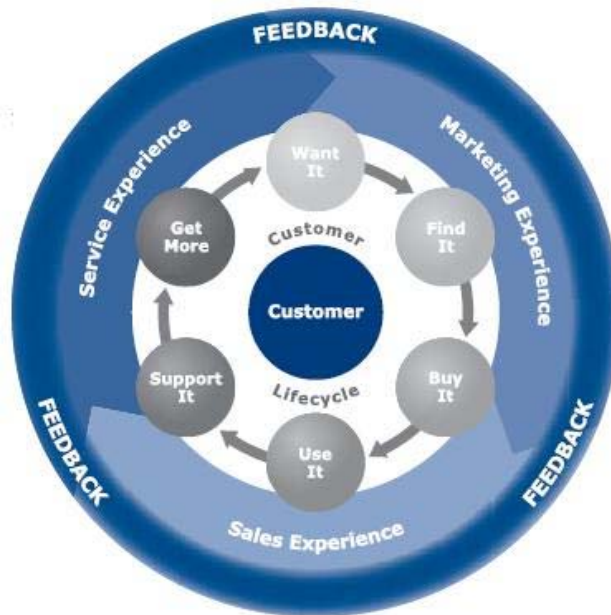 FEEDBACK
Marketing Experience
Service Experience
Want
It
Find
It
Get
More
Customer
Customer
Lifecycle
Support
It
Buy
It
Use
It
Sales Experience
FEEDBACK
FEEDBACK